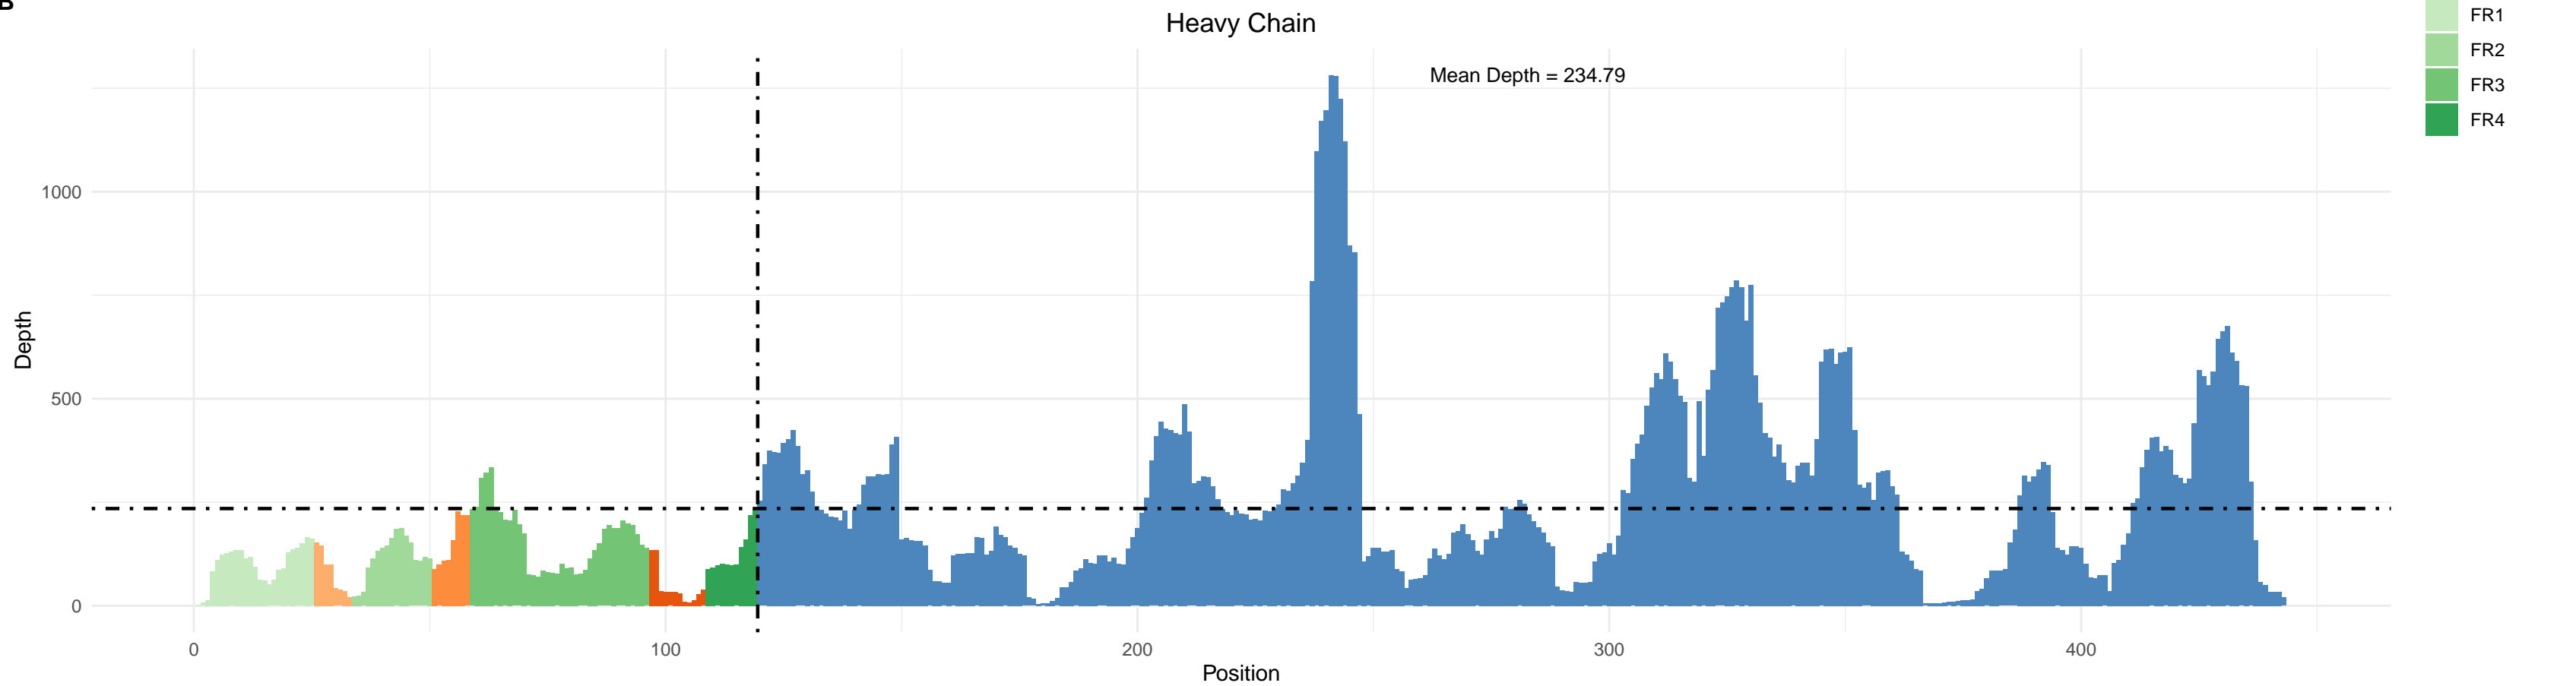 B
Heavy Chain
Mean Depth = 234.79
FR1
FR2
FR3
FR4
Depth
1000
500
0
0
100
200
300
400
Position